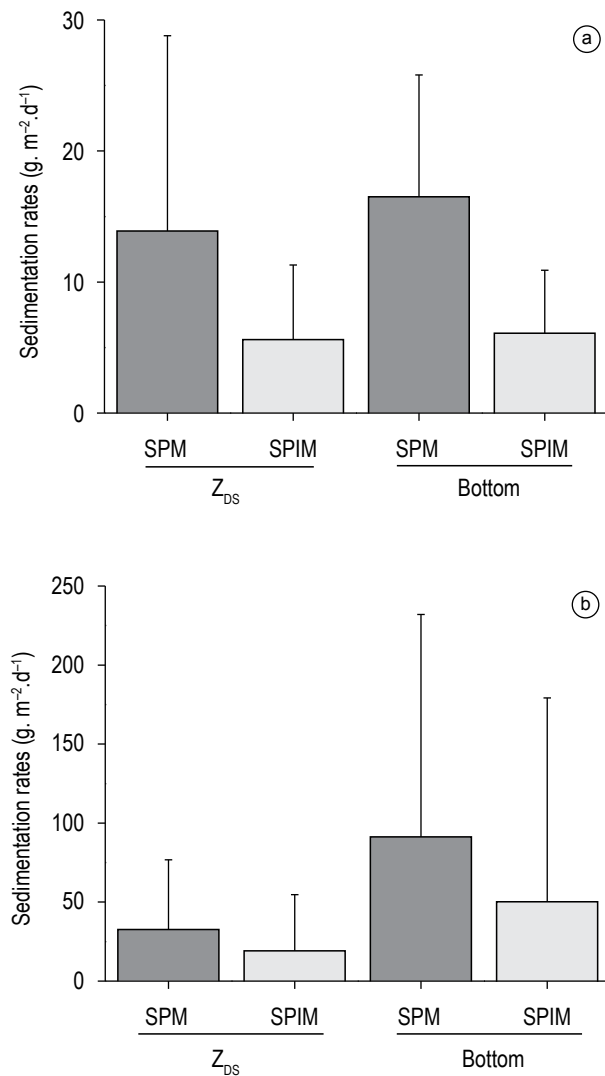 a
Sedimentation rates (g. m⁻².d⁻¹)
30
20
10
0
SPM SPIM SPM SPIM
Z_DS Bottom
b
Sedimentation rates (g. m⁻².d⁻¹)
250
200
150
100
50
0
SPM SPIM SPM SPIM
Z_DS Bottom